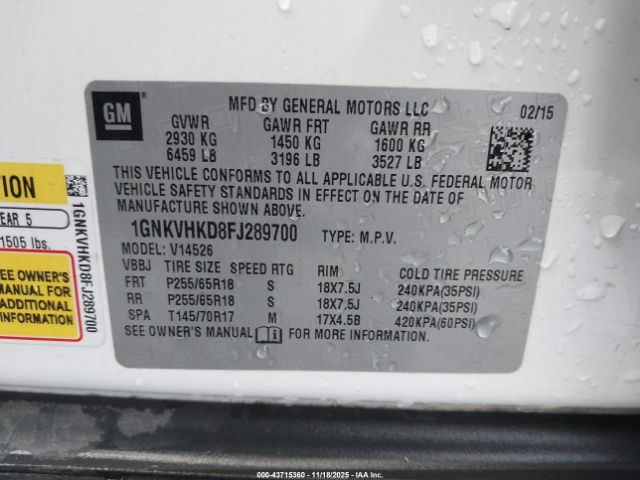 GM ®
MFD BY GENERAL MOTORS LLC 02/15
GVWR GAWR FRT GAWR RR
2930 KG 1450 KG 1600 KG
6459 LB 3196 LB 3527 LB
THIS VEHICLE CONFORMS TO ALL APPLICABLE U.S. FEDERAL MOTOR
VEHICLE SAFETY STANDARDS IN EFFECT ON THE DATE OF
MANUFACTURE SHOWN ABOVE.
1GNKVHKD8FJ289700 TYPE: M.P.V.
MODEL: V14526
VBBJ TIRE SIZE SPEED RTG RIM COLD TIRE PRESSURE
FRT P255/65R18 S 18X7.5J 240KPA(35PSI)
RR P255/65R18 S 18X7.5J 240KPA(35PSI)
SPA T145/70R17 M 17X4.5B 420KPA(60PSI)
SEE OWNER'S MANUAL FOR MORE INFORMATION.
TION
EAR 5
1505 lbs.
EE OWNER'S
MANUAL FOR
ADDITIONAL
FORMATION
1GNKVHKD8FJ289700
© IAA 43715360 - 11/18/2025 - IAAI.COM